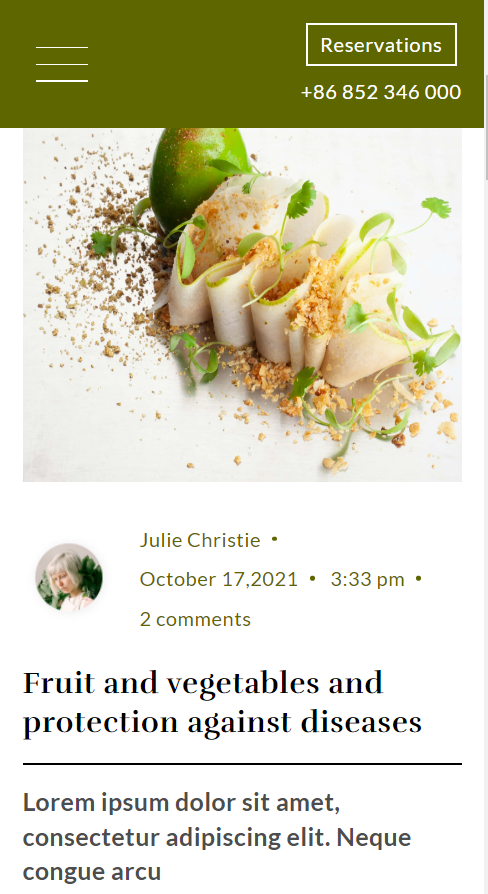 Reservations
+86 852 346 000
Julie Christie •
October 17,2021 • 3:33 pm •
2 comments
Fruit and vegetables and
protection against diseases
Lorem ipsum dolor sit amet,
consectetur adipiscing elit. Neque
congue arcu